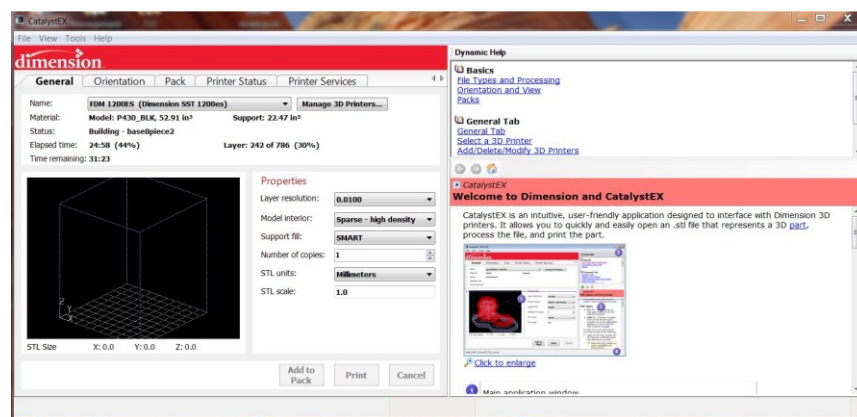 CatalystEX
File View Tools Help
dimension
General Orientation Pack Printer Status Printer Services
Name: FDM 1200ES (Dimension SST 1200es) Manage 3D Printers...
Material: Model: P430_BLK, 52.91 in³ Support: 22.47 in³
Status: Building - base8piece2
Elapsed time: 24:58 (44%) Layer: 242 of 786 (30%)
Time remaining: 31:23
Properties
Layer resolution: 0.0100
Model interior: Sparse - high density
Support fill: SMART
Number of copies: 1
STL units: Millimeters
STL scale: 1.0
Z
Y
X
STL Size X: 0.0 Y: 0.0 Z: 0.0
Add to Pack
Print
Cancel
Dynamic Help
Basics
File Types and Processing
Orientation and View
Packs
General Tab
General Tab
Select a 3D Printer
Add/Delete/Modify 3D Printers
CatalystEX
Welcome to Dimension and CatalystEX
CatalystEX is an intuitive, user-friendly application designed to interface with Dimension 3D
printers. It allows you to quickly and easily open an .stl file that represents a 3D part,
process the file, and print the part.
Click to enlarge
1 Main application window